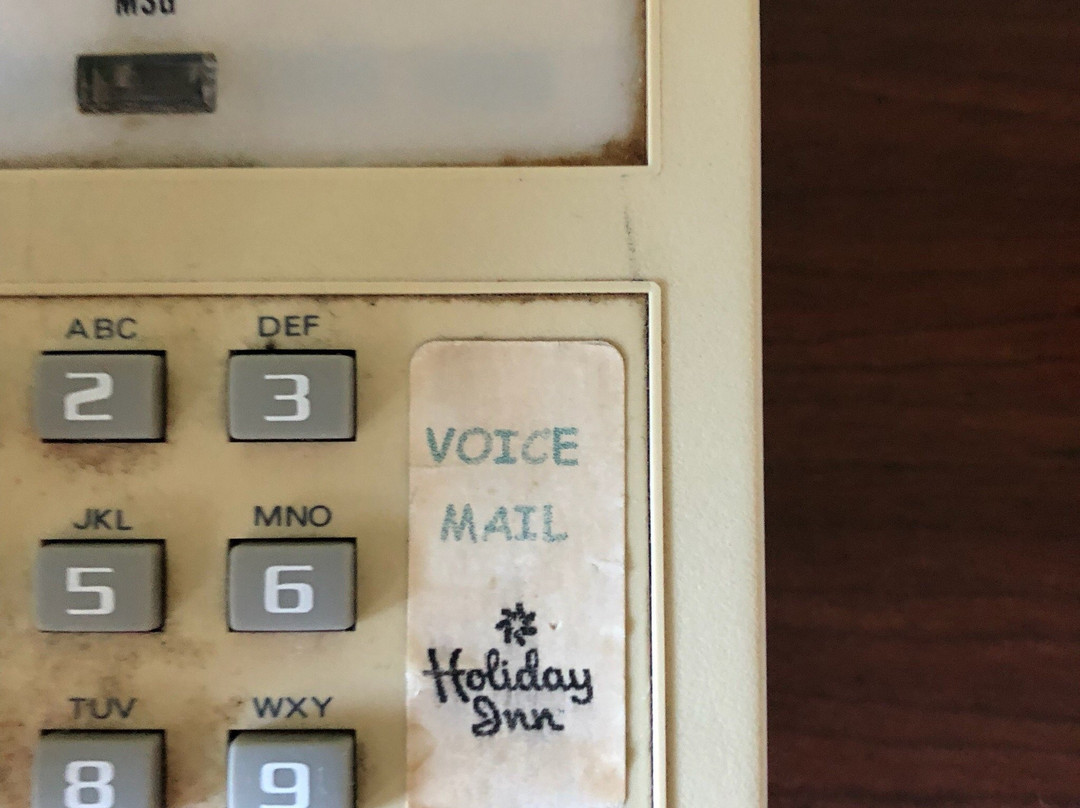 MSG
ABC DEF
2 3
VOICE
MAIL
JKL MNO
5 6
Holiday
Inn
TUV WXY
8 9